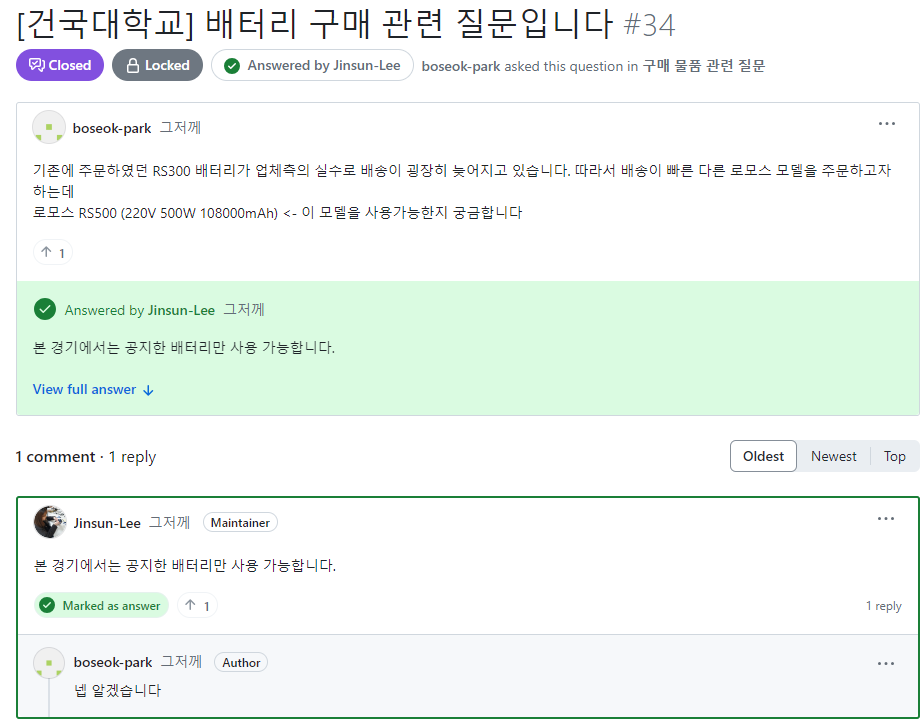 [건국대학교] 배터리 구매 관련 질문입니다 #34
Closed Locked Answered by Jinsun-Lee boseok-park asked this question in 구매 물품 관련 질문
boseok-park 그저께
기존에 주문하였던 RS300 배터리가 업체측의 실수로 배송이 굉장히 늦어지고 있습니다. 따라서 배송이 빠른 다른 로모스 모델을 주문하고자
하는데
로모스 RS500 (220V 500W 108000mAh) <- 이 모델을 사용가능한지 궁금합니다
↑ 1
Answered by Jinsun-Lee 그저께
본 경기에서는 공지한 배터리만 사용 가능합니다.
View full answer ↓
1 comment · 1 reply
Oldest Newest Top
Jinsun-Lee 그저께 Maintainer
본 경기에서는 공지한 배터리만 사용 가능합니다.
Marked as answer ↑ 1 1 reply
boseok-park 그저께 Author
넵 알겠습니다